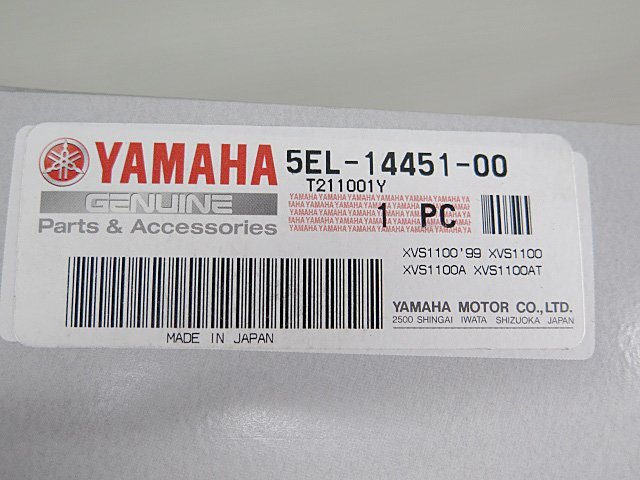 YAMAHA 5EL-14451-00
GENUINE T211001Y
Parts & Accessories 1 PC
XVS1100'99 XVS1100
XVS1100A XVS1100AT
YAMAHA MOTOR CO., LTD.
2500 SHINGAI IWATA SHIZUOKA JAPAN
MADE IN JAPAN